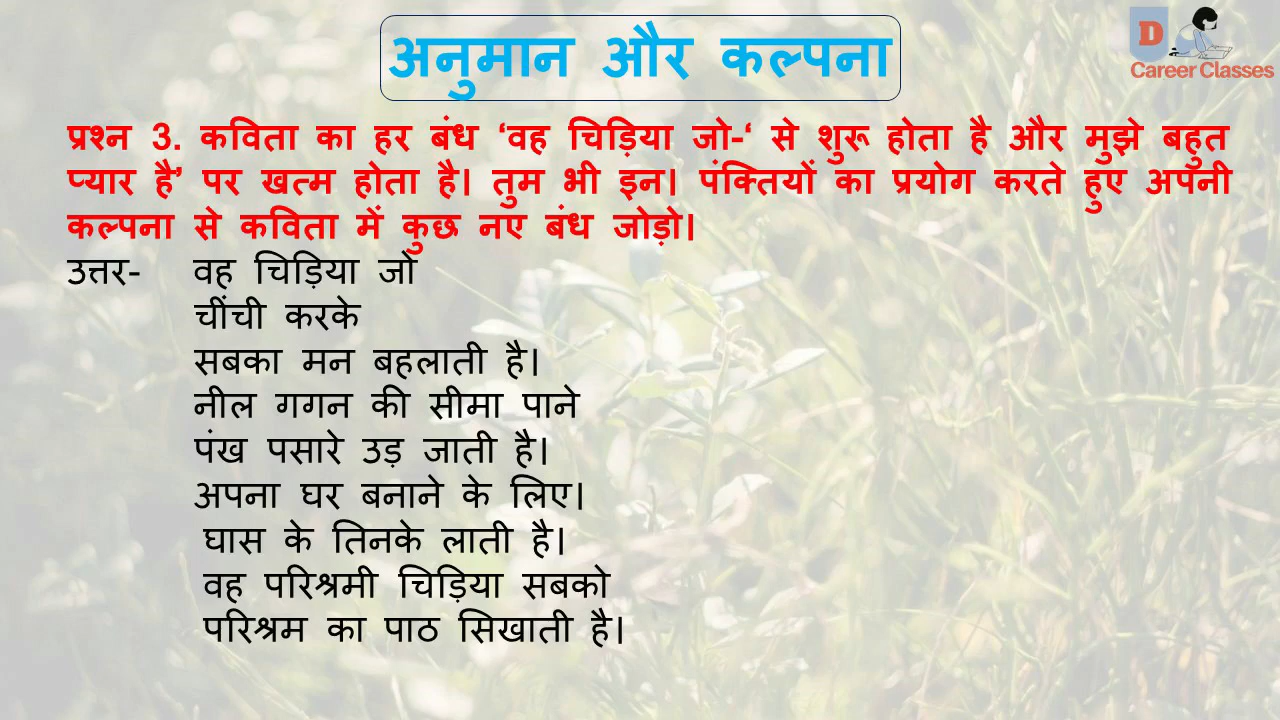 अनुमान और कल्पना
D
Career Classes
प्रश्न 3. कविता का हर बंध ‘वह चिड़िया जो-‘ से शुरू होता है और मुझे बहुत
प्यार है’ पर खत्म होता है। तुम भी इन। पंक्तियों का प्रयोग करते हुए अपनी
कल्पना से कविता में कुछ नए बंध जोड़ो।
उत्तर- वह चिड़िया जो
चींची करके
सबका मन बहलाती है।
नील गगन की सीमा पाने
पंख पसारे उड़ जाती है।
अपना घर बनाने के लिए।
घास के तिनके लाती है।
वह परिश्रमी चिड़िया सबको
परिश्रम का पाठ सिखाती है।